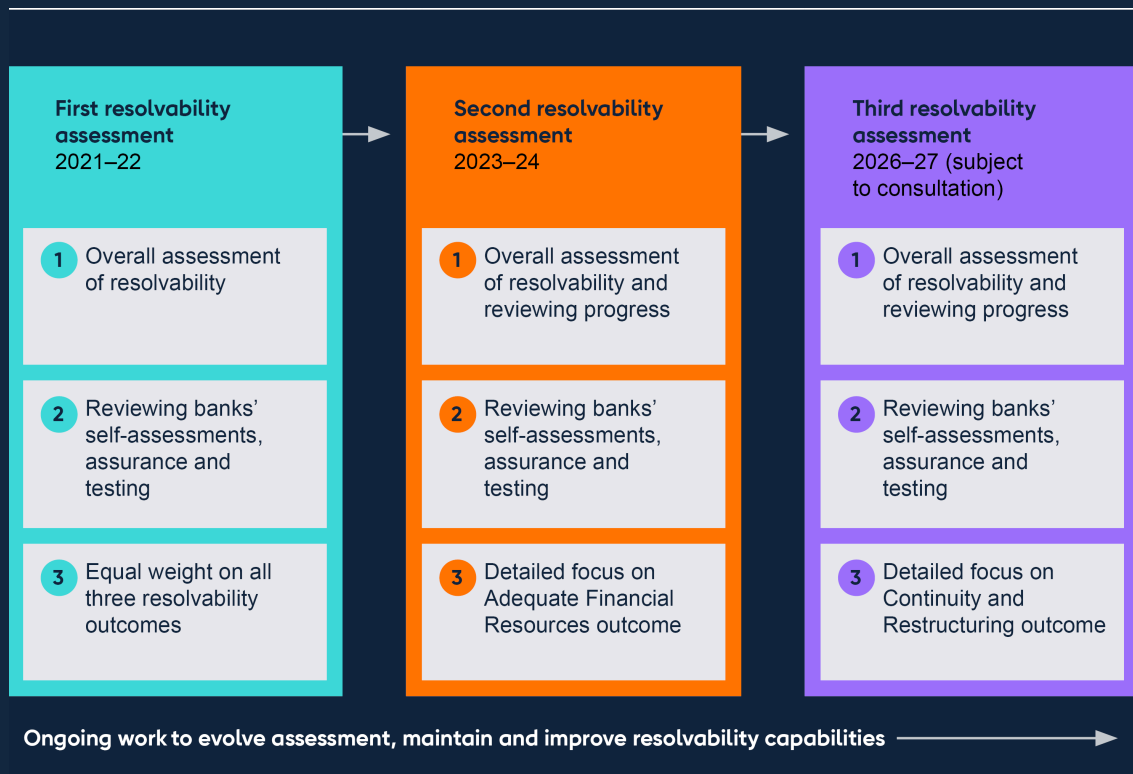 First resolvability
assessment
2021–22
1
Overall assessment
of resolvability
2
Reviewing banks’
self-assessments,
assurance and
testing
3
Equal weight on all
three resolvability
outcomes
Second resolvability
assessment
2023–24
1
Overall assessment
of resolvability and
reviewing progress
2
Reviewing banks’
self-assessments,
assurance and
testing
3
Detailed focus on
Adequate Financial
Resources outcome
Third resolvability
assessment
2026–27 (subject
to consultation)
1
Overall assessment
of resolvability and
reviewing progress
2
Reviewing banks’
self-assessments,
assurance and
testing
3
Detailed focus on
Continuity and
Restructuring outcome
Ongoing work to evolve assessment, maintain and improve resolvability capabilities